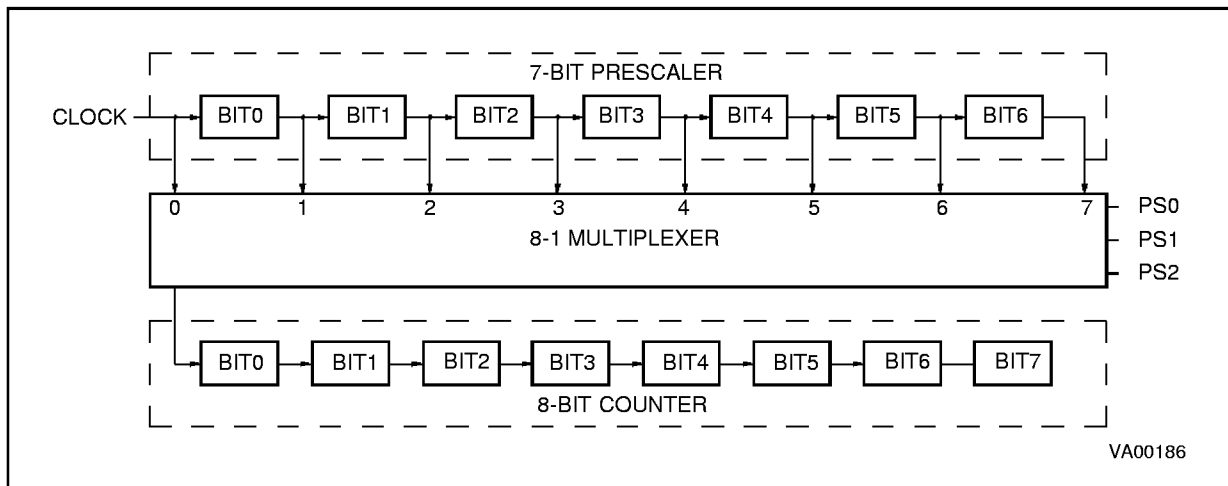 7-BIT PRESCALER
CLOCK BIT0 BIT1 BIT2 BIT3 BIT4 BIT5 BIT6
0 1 2 3 4 5 6 7 PS0
8-1 MULTIPLEXER PS1
PS2
BIT0 BIT1 BIT2 BIT3 BIT4 BIT5 BIT6 BIT7
8-BIT COUNTER
VA00186